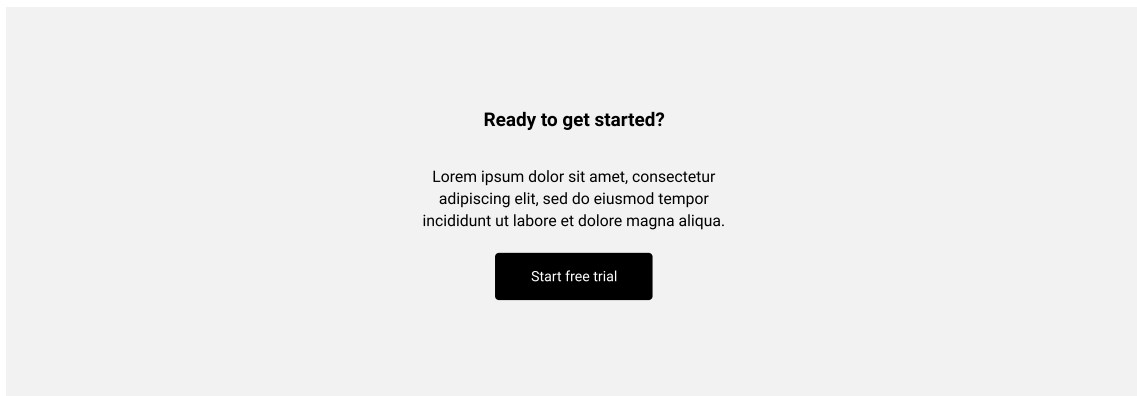 Ready to get started?
Lorem ipsum dolor sit amet, consectetur
adipiscing elit, sed do eiusmod tempor
incididunt ut labore et dolore magna aliqua.
Start free trial